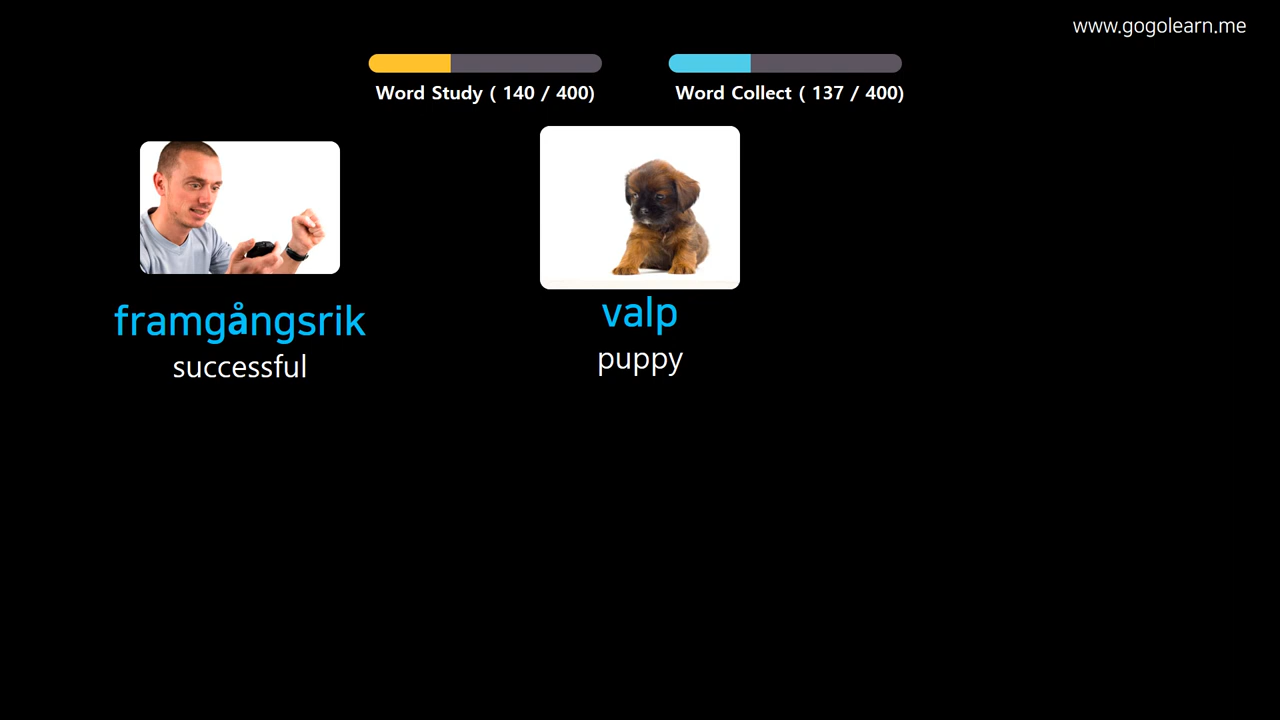 www.gogolearn.me
Word Study ( 140 / 400)
Word Collect ( 137 / 400)
framgångsrik
successful
valp
puppy